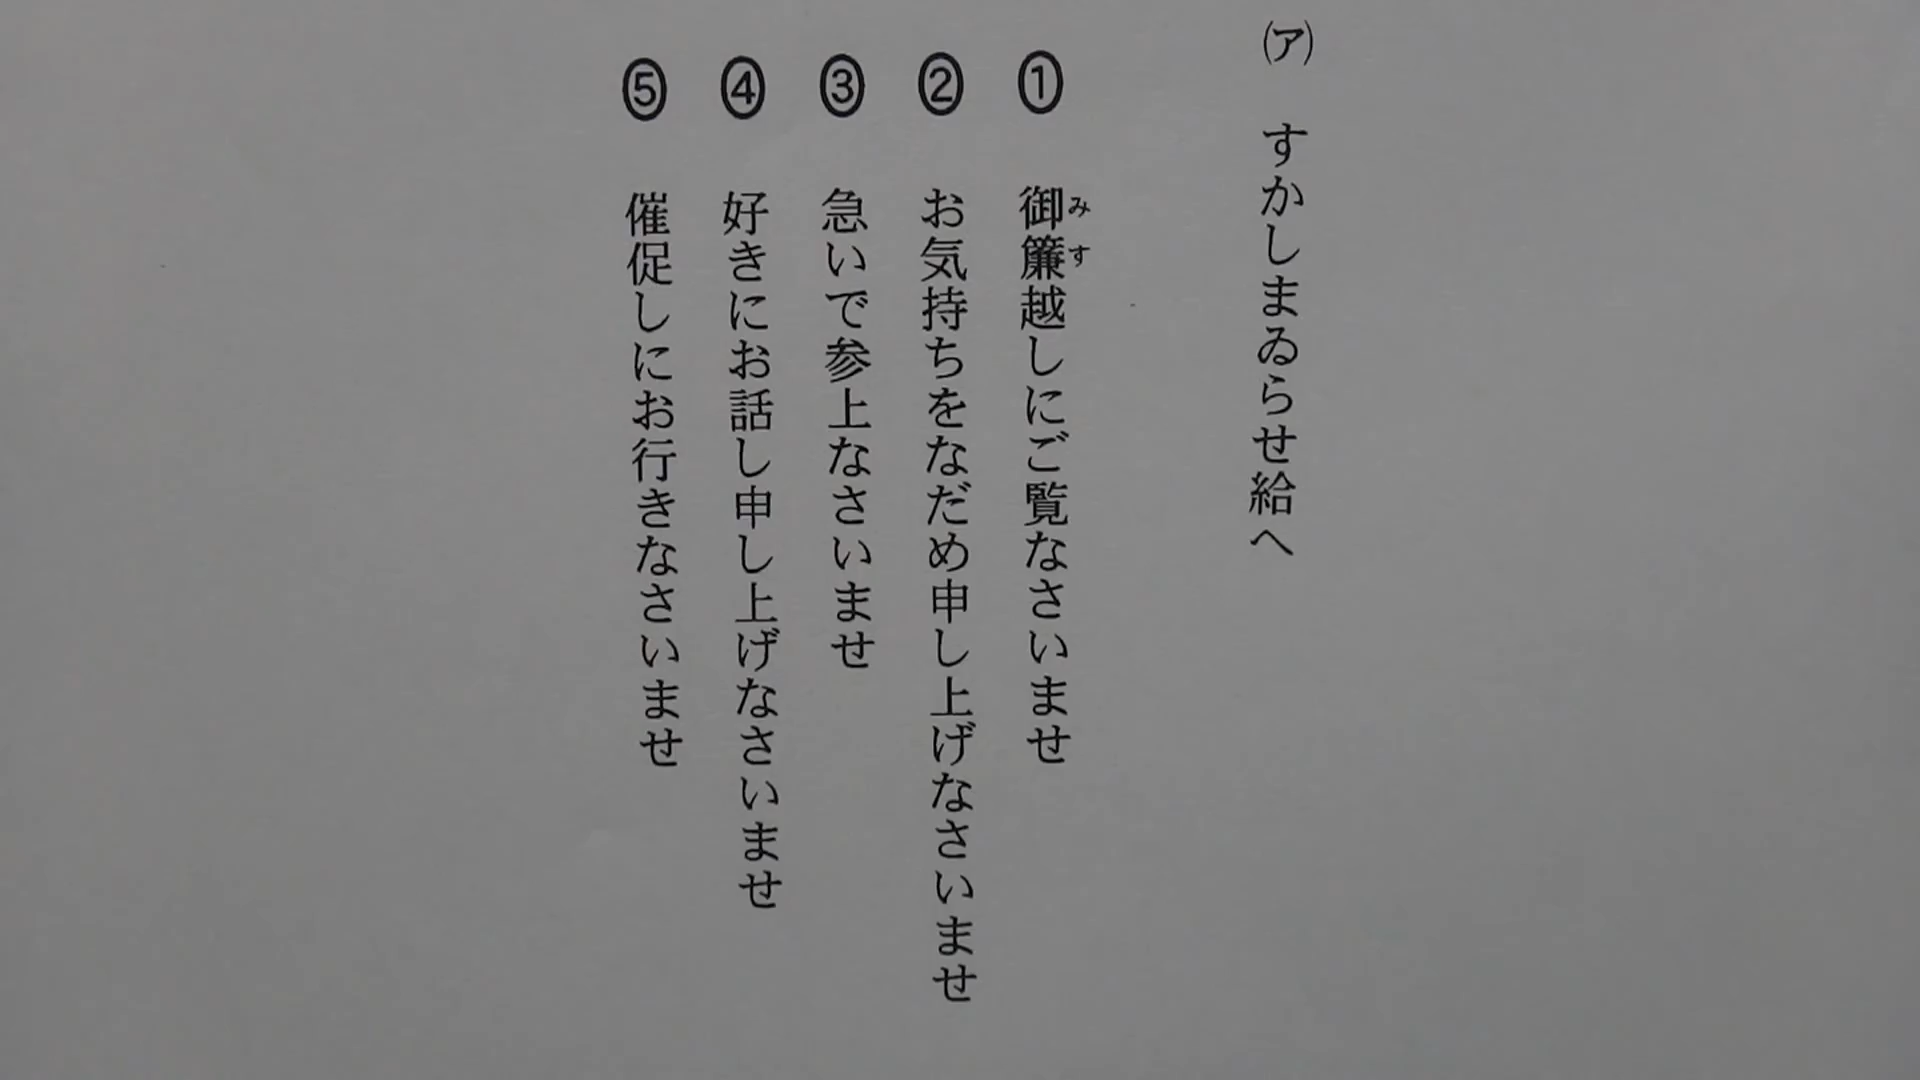 (ア) すかしまゐらせ給へ
① 御簾越しにご覧なさいませ
みす
② お気持ちをなだめ申し上げなさいませ
③ 急いで参上なさいませ
④ 好きにお話し申し上げなさいませ
⑤ 催促しにお行きなさいませ